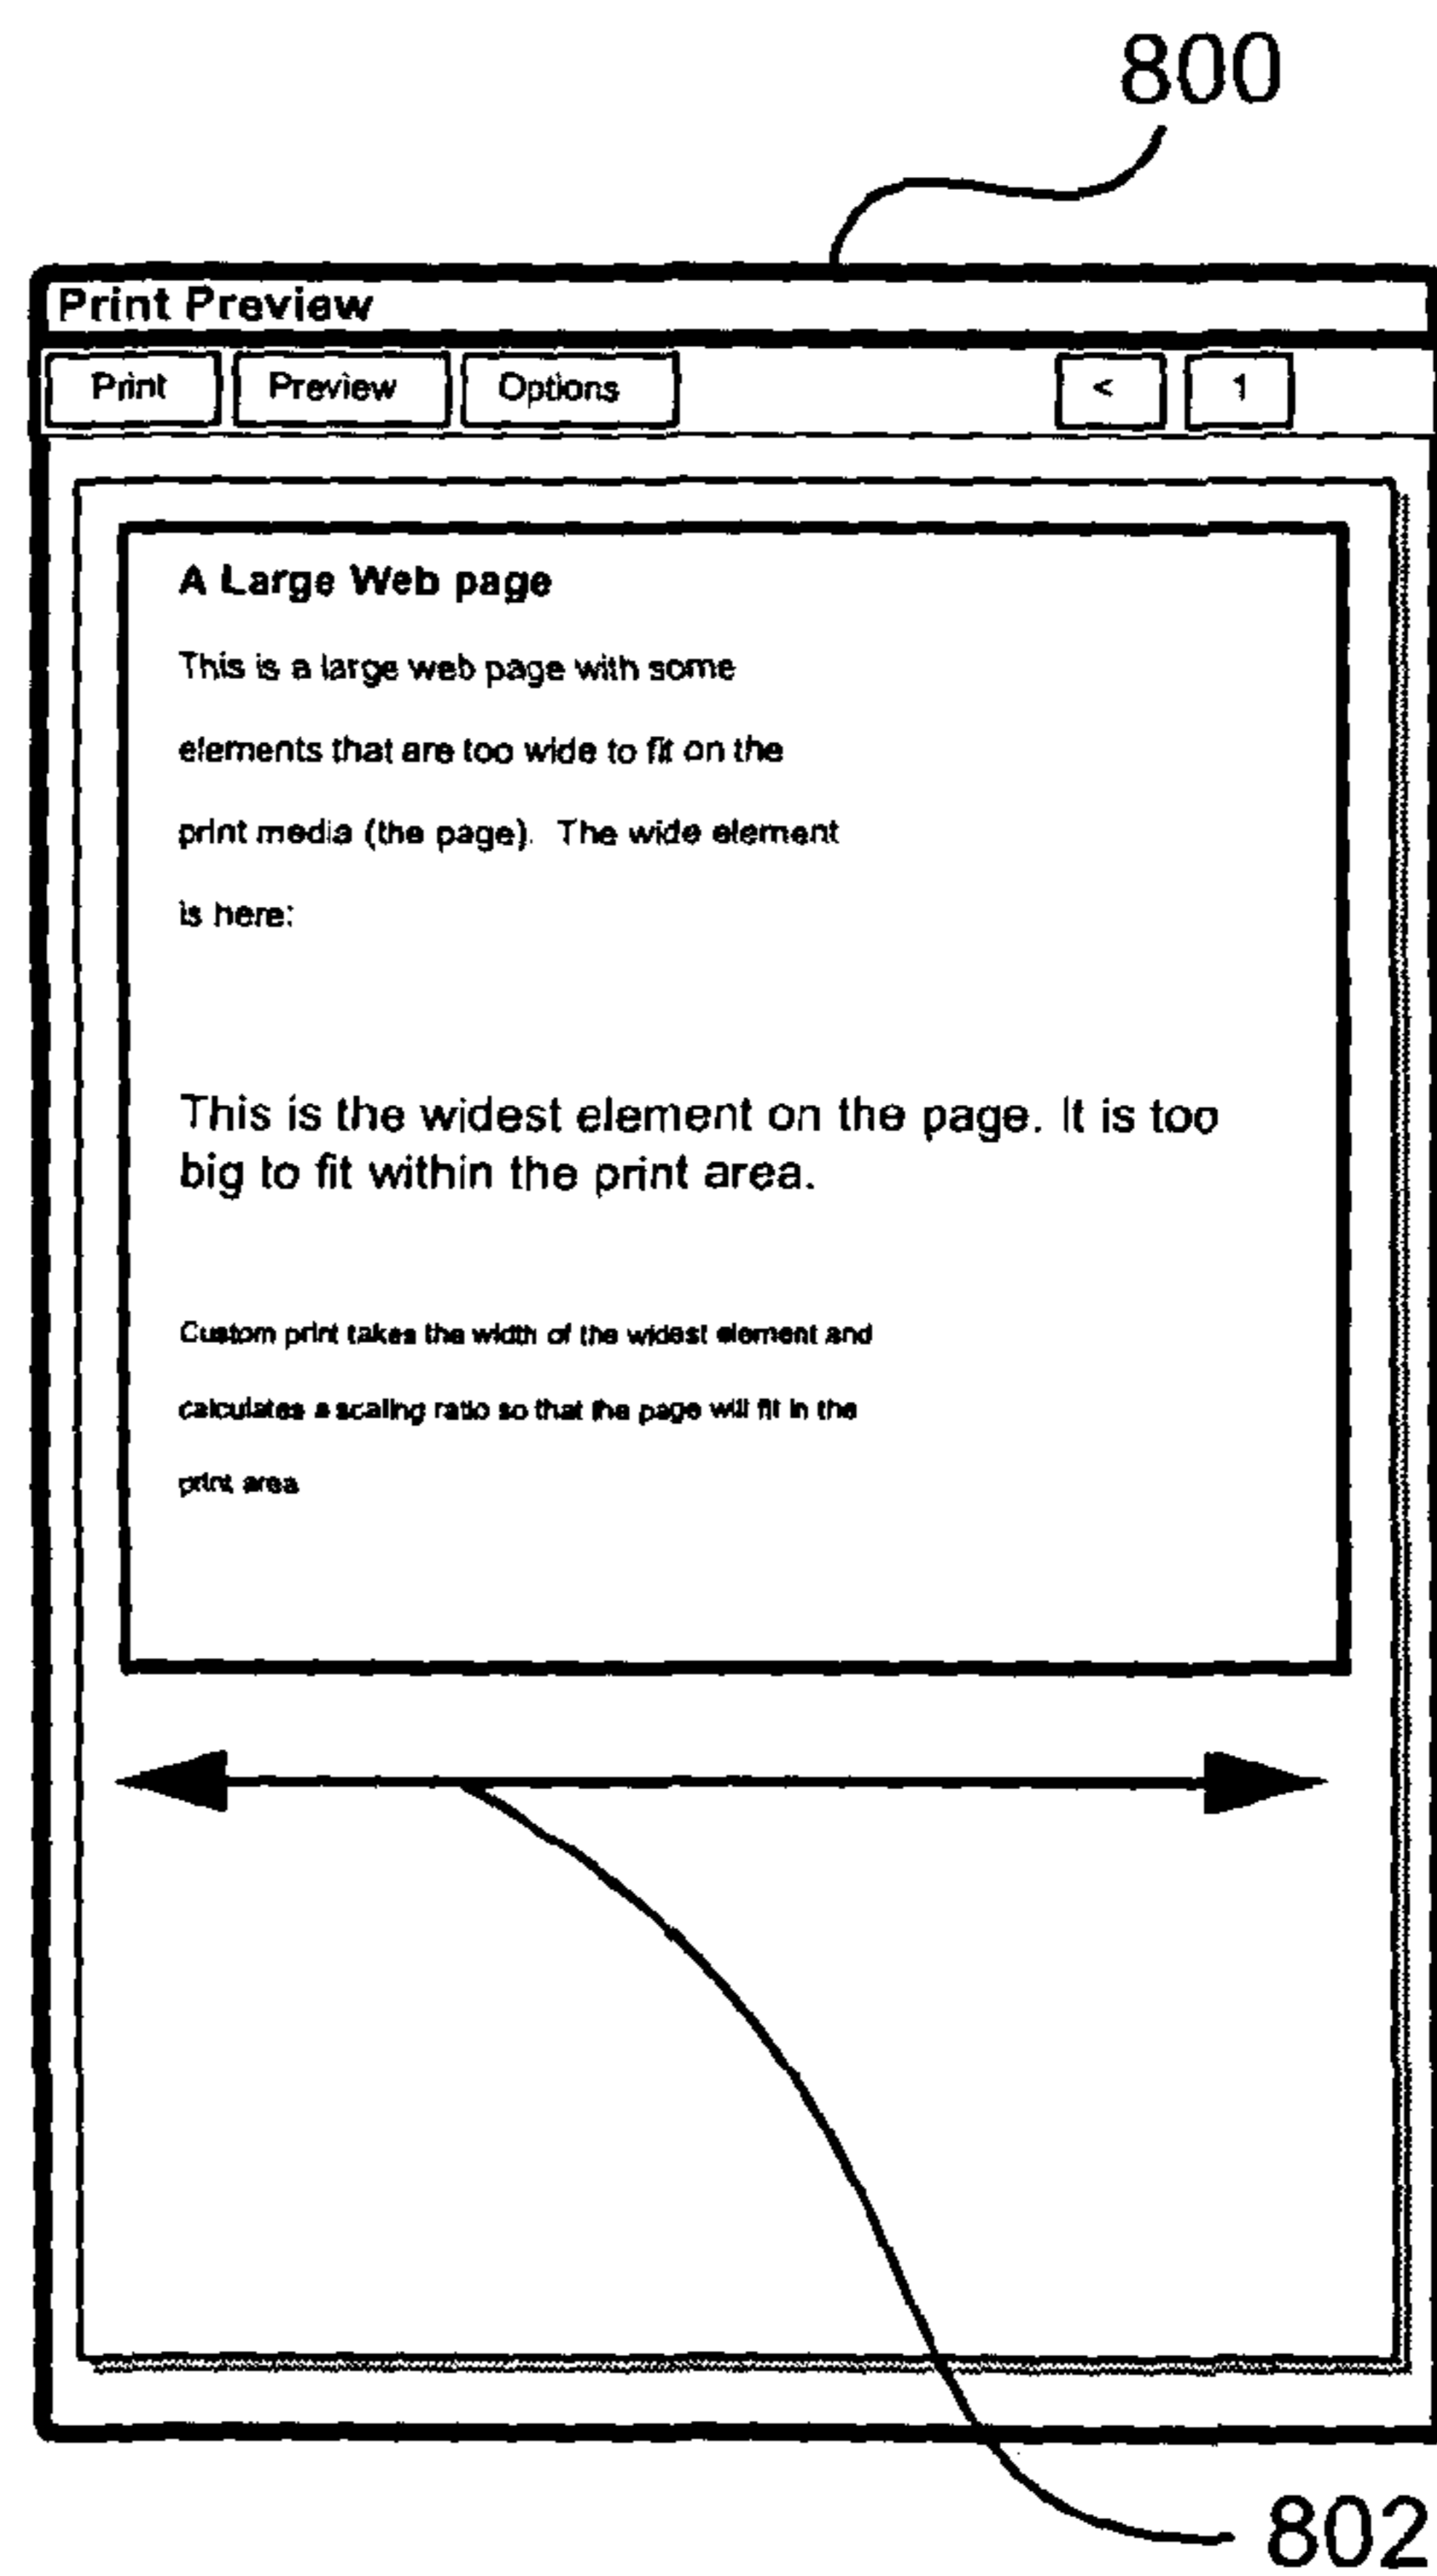 800
Print Preview
Print Preview Options < 1
A Large Web page
This is a large web page with some
elements that are too wide to fit on the
print media (the page). The wide element
is here:
This is the widest element on the page. It is too
big to fit within the print area.
Custom print takes the width of the widest element and
calculates a scaling ratio so that the page will fit in the
print area
802